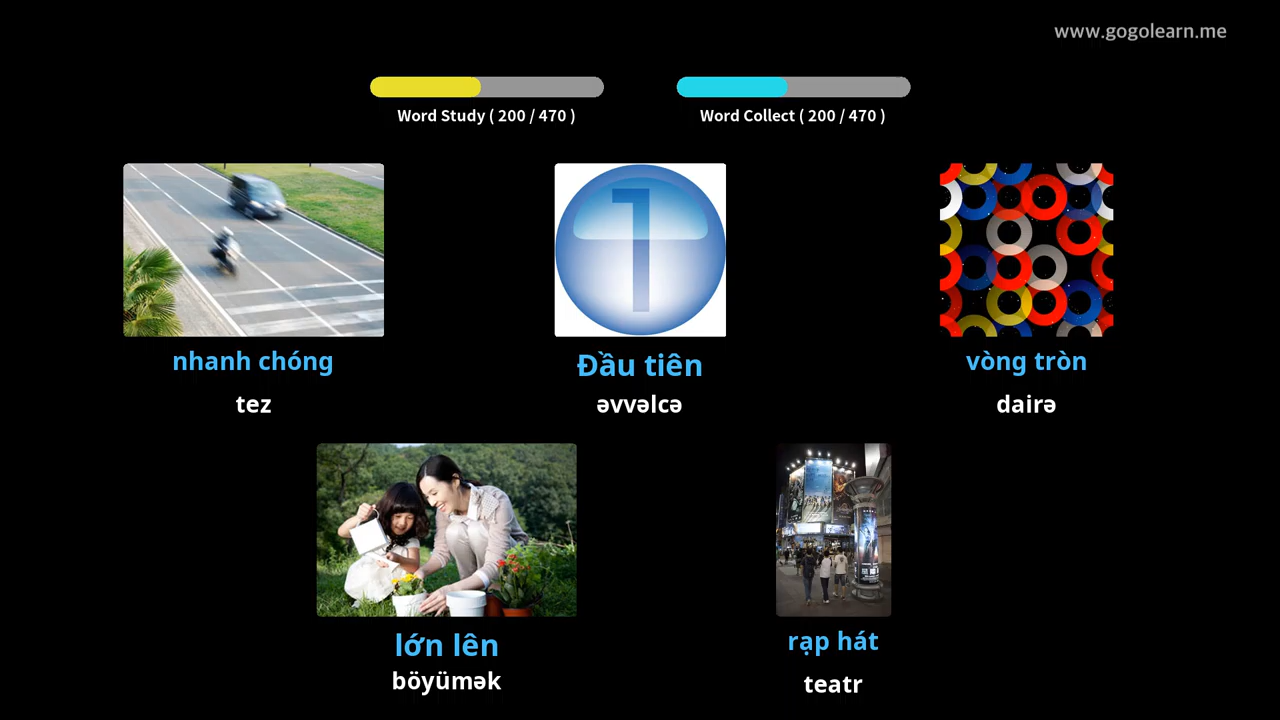 www.gogolearn.me
Word Study ( 200 / 470 )
Word Collect ( 200 / 470 )
1
nhanh chóng
Đầu tiên
vòng tròn
tez
əvvəlcə
dairə
lớn lên
rạp hát
böyümək
teatr